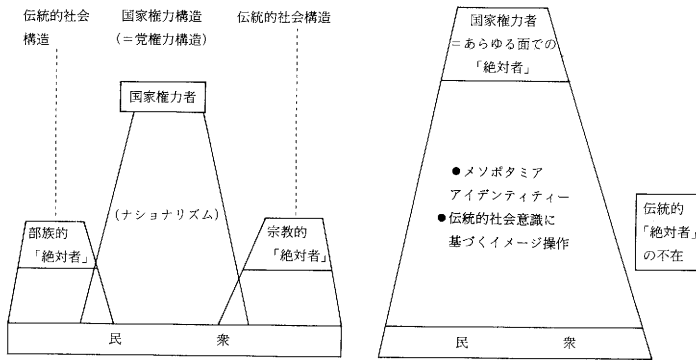 伝統的社会
構造
国家権力構造
（＝党権力構造）
伝統的社会
構造
国家権力者
（ナショナリズム）
部族的
「絶対者」
宗教的
「絶対者」
民　衆
国家権力者
＝あらゆる面での
「絶対者」
●メソポタミア
アイデンティティー
●伝統的社会意識に
基づくイメージ操作
伝統的
「絶対者」
の不在
民　衆